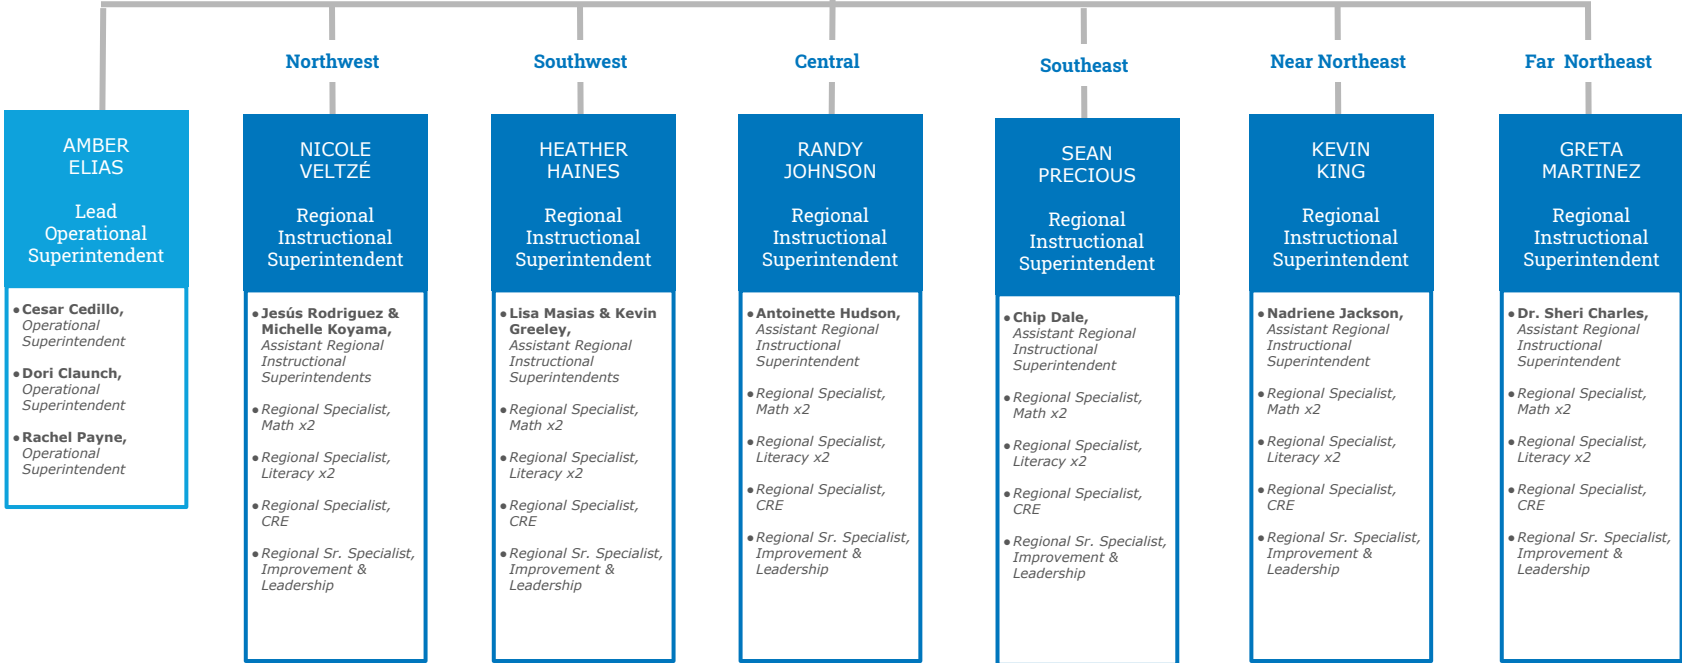 Northwest
Southwest
Central
Southeast
Near Northeast
Far Northeast
AMBER
ELIAS
Lead
Operational
Superintendent
• Cesar Cedillo,
Operational
Superintendent
• Dori Claunch,
Operational
Superintendent
• Rachel Payne,
Operational
Superintendent
NICOLE
VELTZÉ
Regional
Instructional
Superintendent
• Jesús Rodriguez &
Michelle Koyama,
Assistant Regional
Instructional
Superintendents
• Regional Specialist,
Math x2
• Regional Specialist,
Literacy x2
• Regional Specialist,
CRE
• Regional Sr. Specialist,
Improvement &
Leadership
HEATHER
HAINES
Regional
Instructional
Superintendent
• Lisa Masias & Kevin
Greeley,
Assistant Regional
Instructional
Superintendents
• Regional Specialist,
Math x2
• Regional Specialist,
Literacy x2
• Regional Specialist,
CRE
• Regional Sr. Specialist,
Improvement &
Leadership
RANDY
JOHNSON
Regional
Instructional
Superintendent
• Antoinette Hudson,
Assistant Regional
Instructional
Superintendent
• Regional Specialist,
Math x2
• Regional Specialist,
Literacy x2
• Regional Specialist,
CRE
• Regional Sr. Specialist,
Improvement &
Leadership
SEAN
PRECIOUS
Regional
Instructional
Superintendent
• Chip Dale,
Assistant Regional
Instructional
Superintendent
• Regional Specialist,
Math x2
• Regional Specialist,
Literacy x2
• Regional Specialist,
CRE
• Regional Sr. Specialist,
Improvement &
Leadership
KEVIN
KING
Regional
Instructional
Superintendent
• Nadriene Jackson,
Assistant Regional
Instructional
Superintendent
• Regional Specialist,
Math x2
• Regional Specialist,
Literacy x2
• Regional Specialist,
CRE
• Regional Sr. Specialist,
Improvement &
Leadership
GRETA
MARTINEZ
Regional
Instructional
Superintendent
• Dr. Sheri Charles,
Assistant Regional
Instructional
Superintendent
• Regional Specialist,
Math x2
• Regional Specialist,
Literacy x2
• Regional Specialist,
CRE
• Regional Sr. Specialist,
Improvement &
Leadership